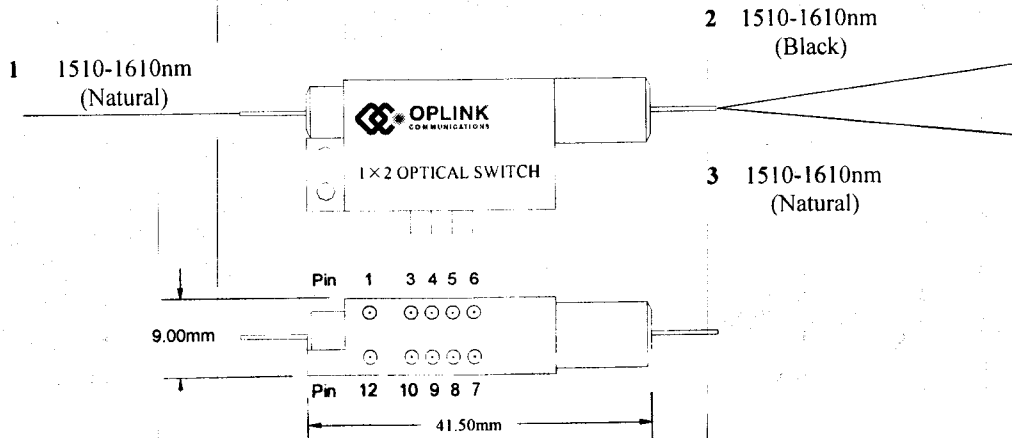 1 1510-1610nm
(Natural)
2 1510-1610nm
(Black)
OPLINK
COMMUNICATIONS
1×2 OPTICAL SWITCH
3 1510-1610nm
(Natural)
Pin 1 3 4 5 6
9.00mm
Pin 12 10 9 8 7
41.50mm